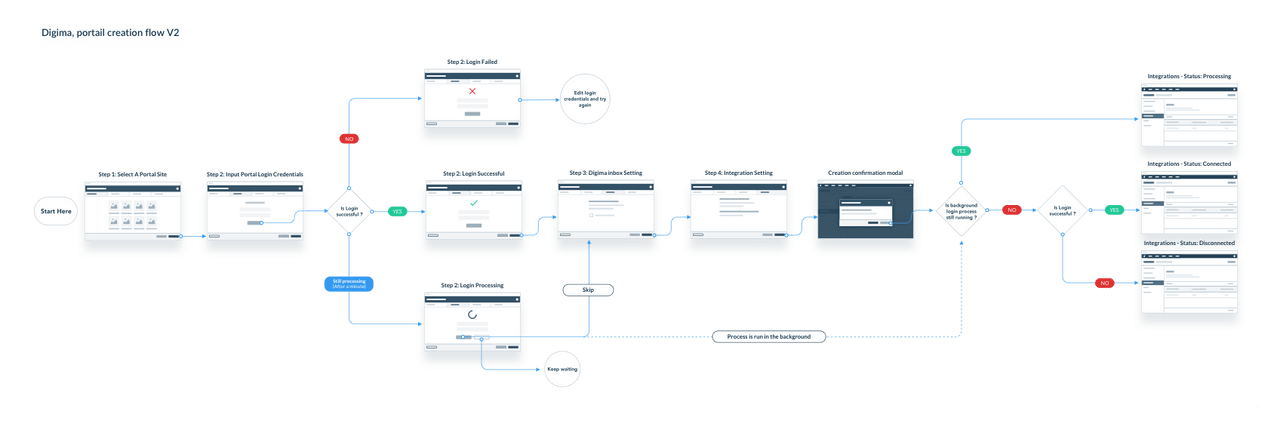 Digima, portail creation flow V2
Start Here
Step 1: Select A Portal Site
Step 2: Input Portal Login Credentials
Is Login
successful ?
NO
Step 2: Login Failed
Edit login
credentials and try
again
YES
Step 2: Login Successful
Step 3: Digima inbox Setting
Step 4: Integration Setting
Creation confirmation modal
Still processing
(After a minute)
Step 2: Login Processing
Skip
Keep waiting
Process is run in the background
Is background
login process
still running ?
YES
Integrations - Status: Processing
NO
Is Login
successful ?
YES
Integrations - Status: Connected
NO
Integrations - Status: Disconnected